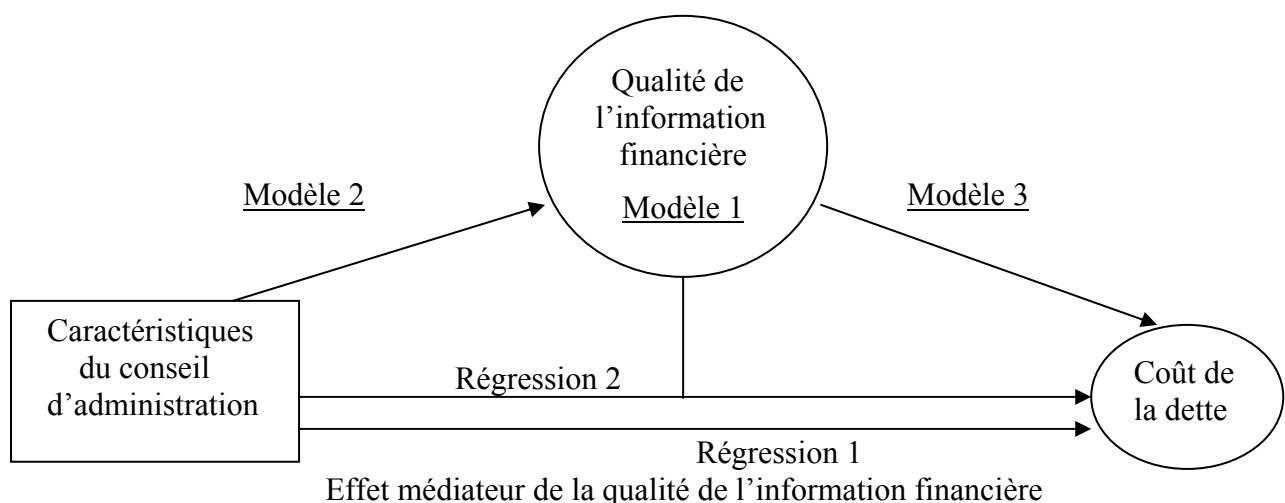 Qualité de
l’information
financière
Modèle 1
Modèle 2
Modèle 3
Caractéristiques
du conseil
d’administration
Régression 2
Coût de
la dette
Régression 1
Effet médiateur de la qualité de l’information financière